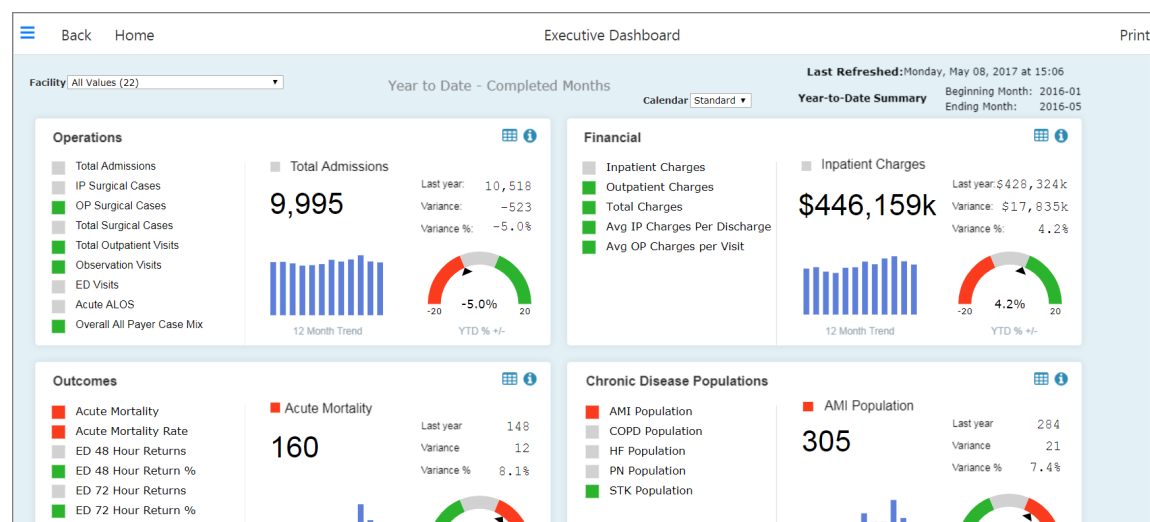 Back Home Executive Dashboard Print
Last Refreshed:Monday, May 08, 2017 at 15:06
Facility All Values (22)
Year to Date - Completed Months
Calendar Standard
Year-to-Date Summary
Beginning Month: 2016-01
Ending Month: 2016-05
Operations
Total Admissions
IP Surgical Cases
OP Surgical Cases
Total Surgical Cases
Total Outpatient Visits
Observation Visits
ED Visits
Acute ALOS
Overall All Payer Case Mix
Total Admissions
9,995
Last year: 10,518
Variance: -523
Variance %: -5.0%
12 Month Trend
-20 -5.0% 20
YTD % +/-
Financial
Inpatient Charges
Outpatient Charges
Total Charges
Avg IP Charges Per Discharge
Avg OP Charges per Visit
Inpatient Charges
$446,159k
Last year:$428,324k
Variance: $17,835k
Variance %: 4.2%
12 Month Trend
-20 4.2% 20
YTD % +/-
Outcomes
Acute Mortality
Acute Mortality Rate
ED 48 Hour Returns
ED 48 Hour Return %
ED 72 Hour Returns
ED 72 Hour Return %
Acute Mortality
160
Last year 148
Variance 12
Variance % 8.1%
Chronic Disease Populations
AMI Population
COPD Population
HF Population
PN Population
STK Population
AMI Population
305
Last year 284
Variance 21
Variance % 7.4%